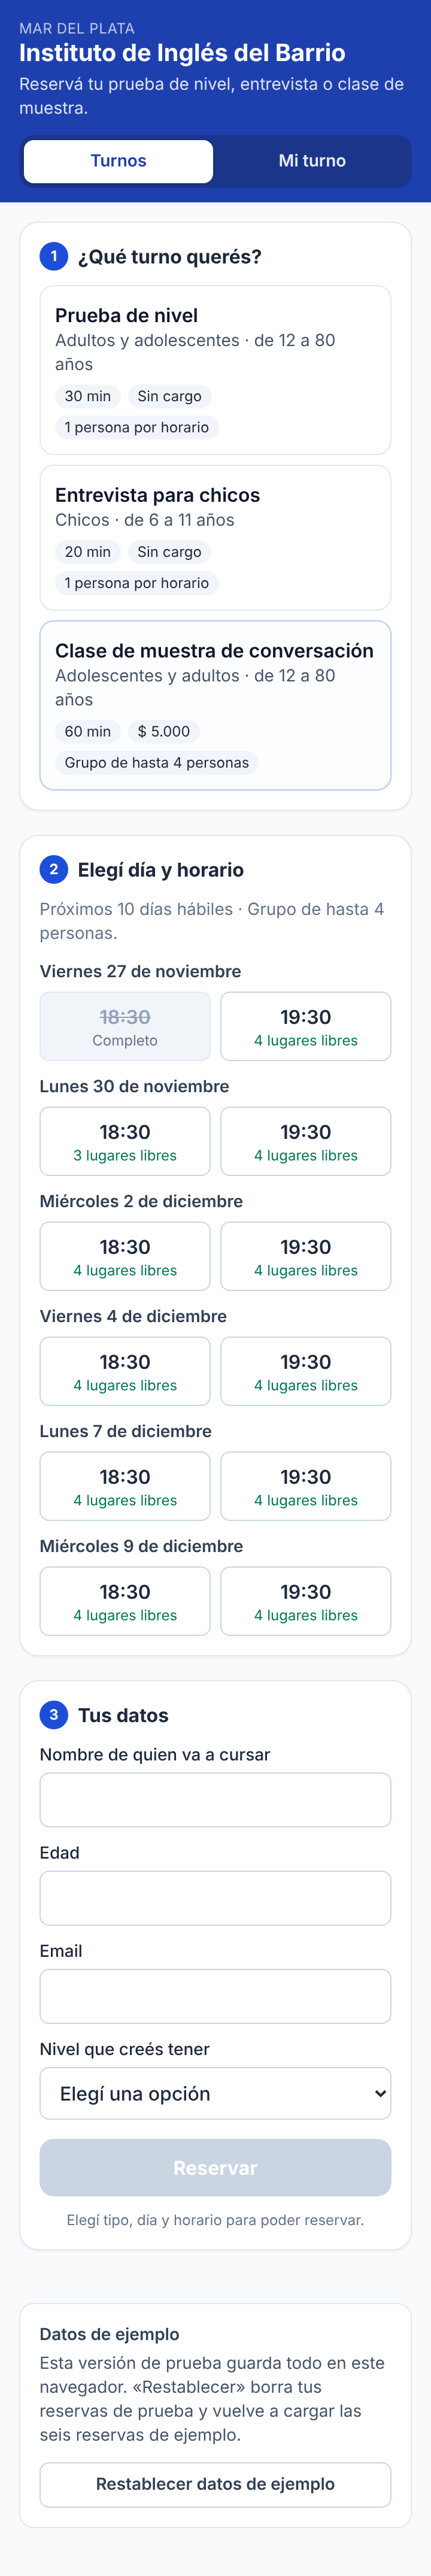 MAR DEL PLATA
Instituto de Inglés del Barrio
Reservá tu prueba de nivel, entrevista o clase de
muestra.
Turnos
Mi turno
1
¿Qué turno querés?
Prueba de nivel
Adultos y adolescentes · de 12 a 80
años
30 min
Sin cargo
1 persona por horario
Entrevista para chicos
Chicos · de 6 a 11 años
20 min
Sin cargo
1 persona por horario
Clase de muestra de conversación
Adolescentes y adultos · de 12 a 80
años
60 min
$ 5.000
Grupo de hasta 4 personas
2
Elegí día y horario
Próximos 10 días hábiles · Grupo de hasta 4
personas.
Viernes 27 de noviembre
18:30
Completo
19:30
4 lugares libres
Lunes 30 de noviembre
18:30
3 lugares libres
19:30
4 lugares libres
Miércoles 2 de diciembre
18:30
4 lugares libres
19:30
4 lugares libres
Viernes 4 de diciembre
18:30
4 lugares libres
19:30
4 lugares libres
Lunes 7 de diciembre
18:30
4 lugares libres
19:30
4 lugares libres
Miércoles 9 de diciembre
18:30
4 lugares libres
19:30
4 lugares libres
3
Tus datos
Nombre de quien va a cursar
Edad
Email
Nivel que creés tener
Elegí una opción
Reservar
Elegí tipo, día y horario para poder reservar.
Datos de ejemplo
Esta versión de prueba guarda todo en este
navegador. «Restablecer» borra tus
reservas de prueba y vuelve a cargar las
seis reservas de ejemplo.
Restablecer datos de ejemplo